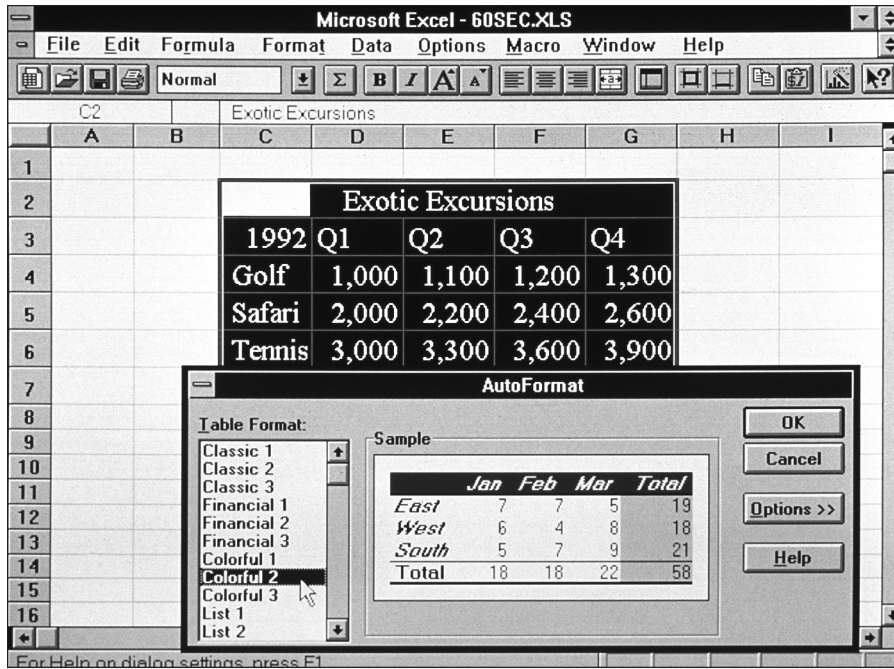 Microsoft Excel - 60SEC.XLS
File Edit Formula Format Data Options Macro Window Help
Normal Σ B I A A
C2 Exotic Excursions
A B C D E F G H I
1
2 Exotic Excursions
3 1992 Q1 Q2 Q3 Q4
4 Golf 1,000 1,100 1,200 1,300
5 Safari 2,000 2,200 2,400 2,600
6 Tennis 3,000 3,300 3,600 3,900
7
8
9
10
11
12
13
14
15
16
AutoFormat
Table Format:
Classic 1
Classic 2
Classic 3
Financial 1
Financial 2
Financial 3
Colorful 1
Colorful 2
Colorful 3
List 1
List 2
Sample
Jan Feb Mar Total
East 7 7 5 19
West 6 4 8 18
South 5 7 9 21
Total 18 18 22 58
OK
Cancel
Options >>
Help
For Help on dialog settings, press F1